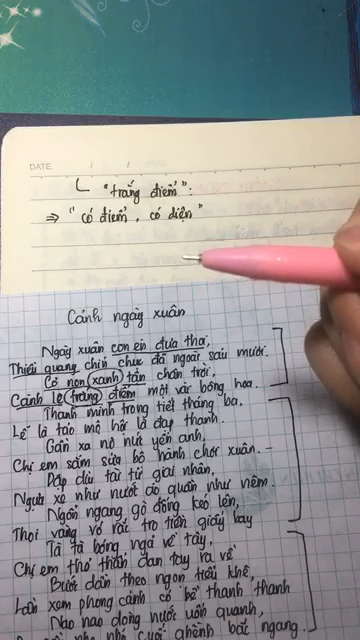 DATE
"trắng điểm":
⇒ "có điểm, có diện"
Cảnh ngày xuân
Ngày xuân con én đưa thoi,
Thiều quang chín chục đã ngoài sáu mươi.
Cỏ non (xanh) tận chân trời,
Cành lê (trắng) điểm một vài bông hoa.
Thanh minh trong tiết tháng ba,
Lễ là tảo mộ hội là đạp thanh.
Gần xa nô nức yến anh,
Chị em sắm sửa bộ hành chơi xuân.
Dập dìu tài tử giai nhân,
Ngựa xe như nước áo quần như nêm.
Ngổn ngang gò đống kéo lên,
Thoi vàng vó rắc tro tiền giấy bay
Tà tà bóng ngả về tây,
Chị em thơ thẩn dan tay ra về
Bước dần theo ngọn tiểu khê,
Lần xem phong cảnh có bề thanh thanh
Nao nao dòng nước uốn quanh,
nho nhỏ cuối ghềnh bắc ngang.